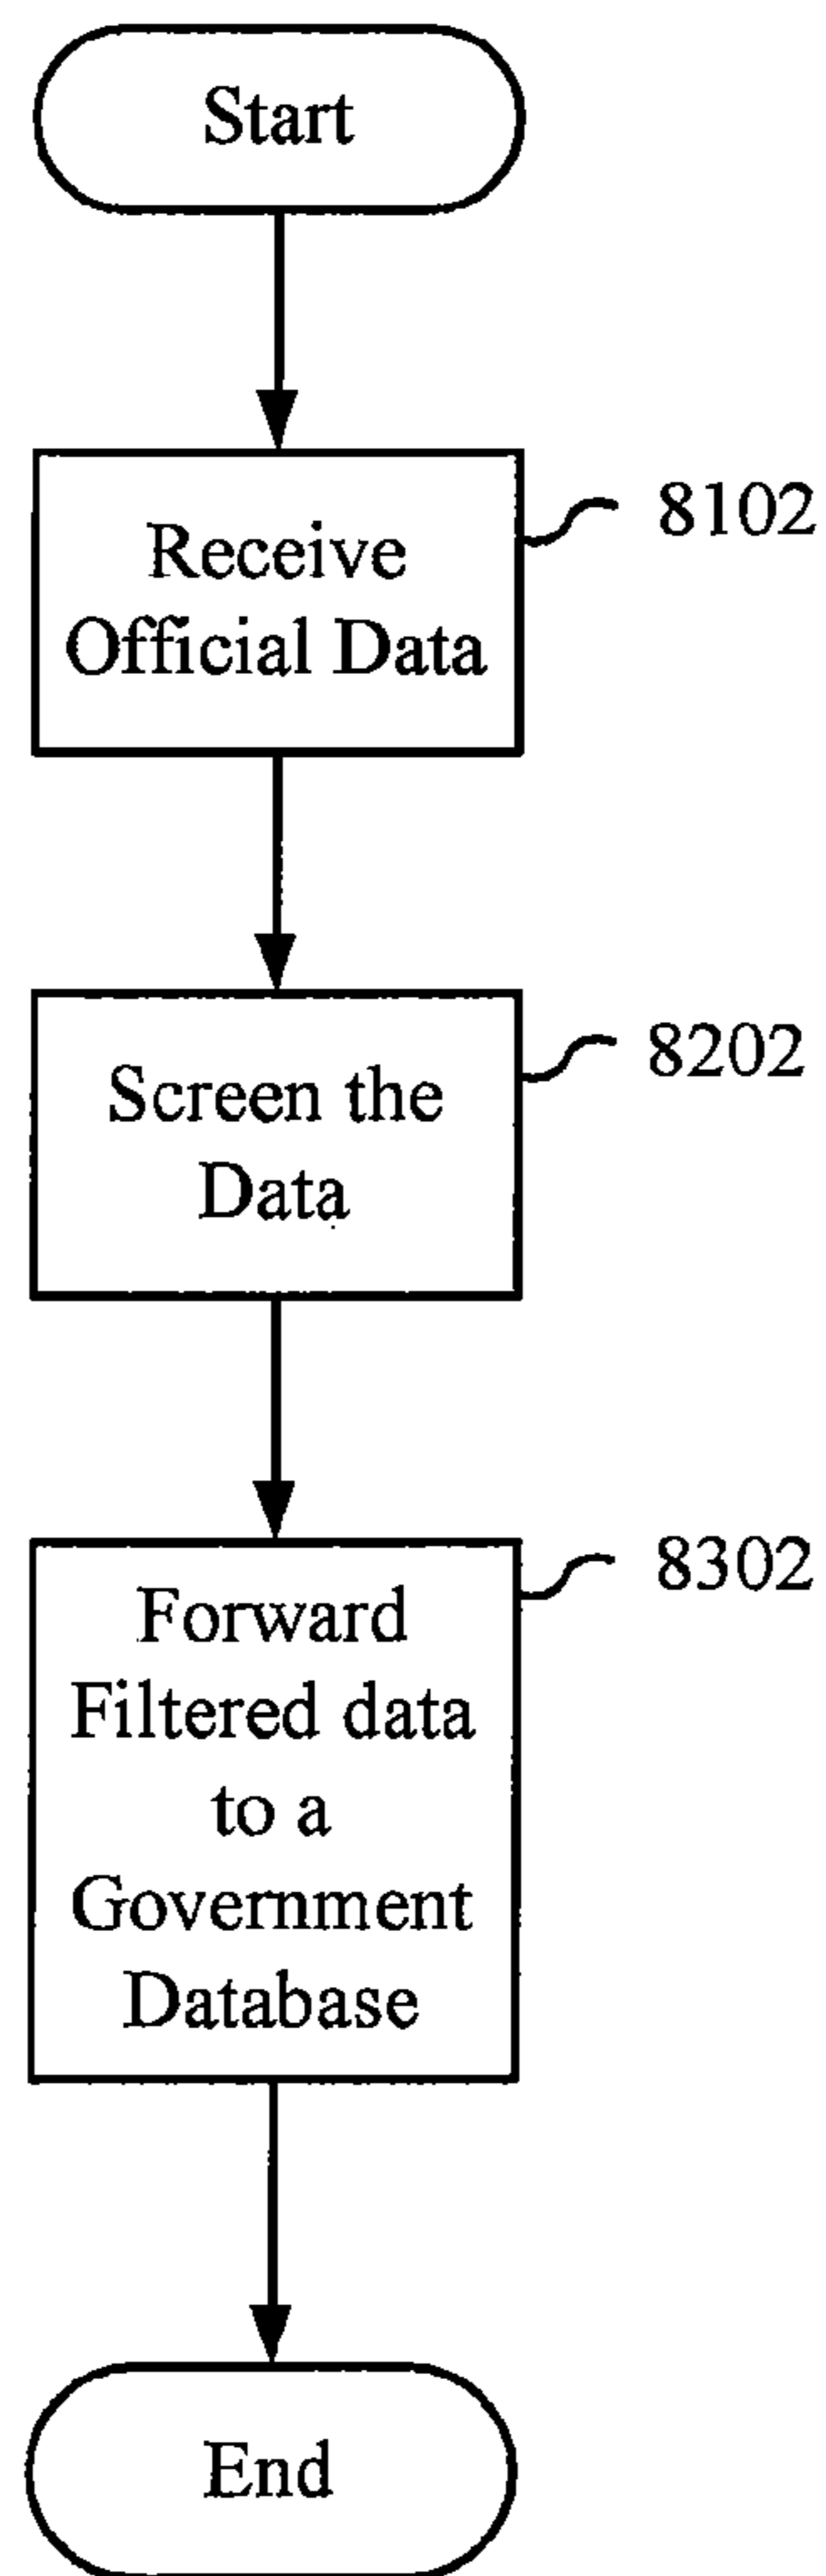 Start
Receive
Official Data
8102
Screen the
Data
8202
Forward
Filtered data
to a
Government
Database
8302
End